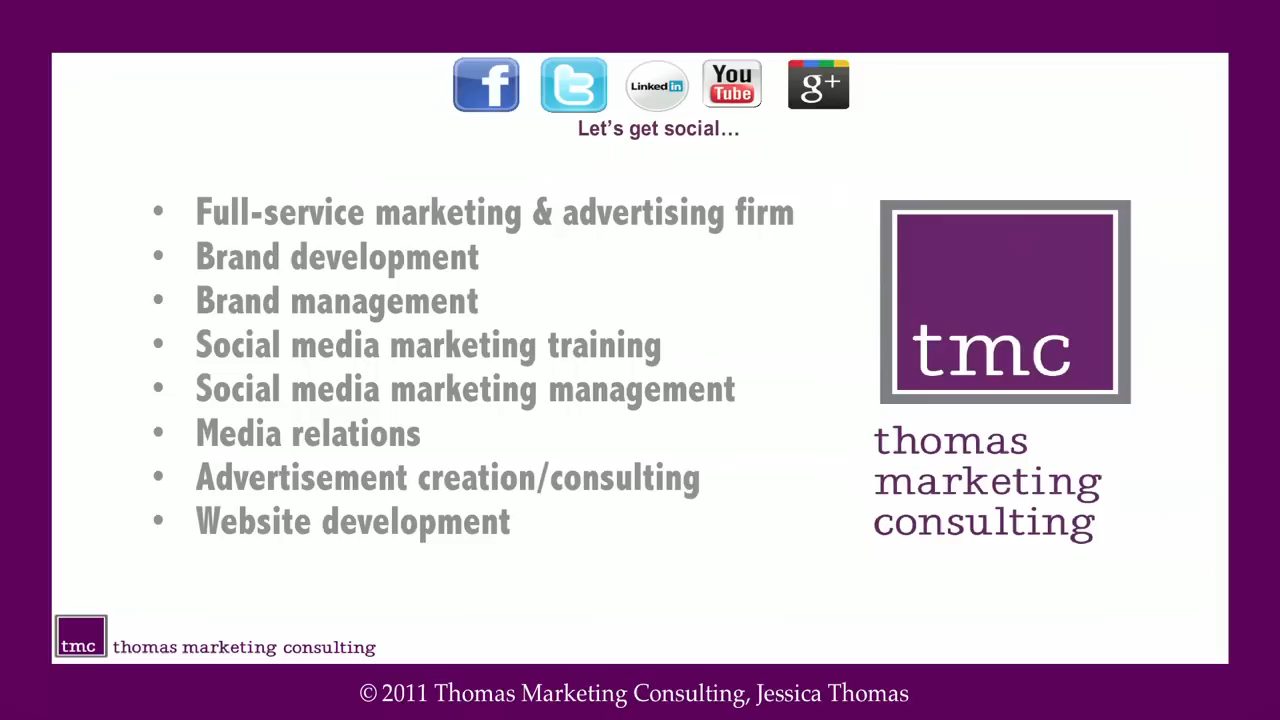 f
t
Linked in
You
Tube
g+
Let's get social…
• Full-service marketing & advertising firm
• Brand development
• Brand management
• Social media marketing training
• Social media marketing management
• Media relations
• Advertisement creation/consulting
• Website development
tmc
thomas
marketing
consulting
tmc thomas marketing consulting
© 2011 Thomas Marketing Consulting, Jessica Thomas